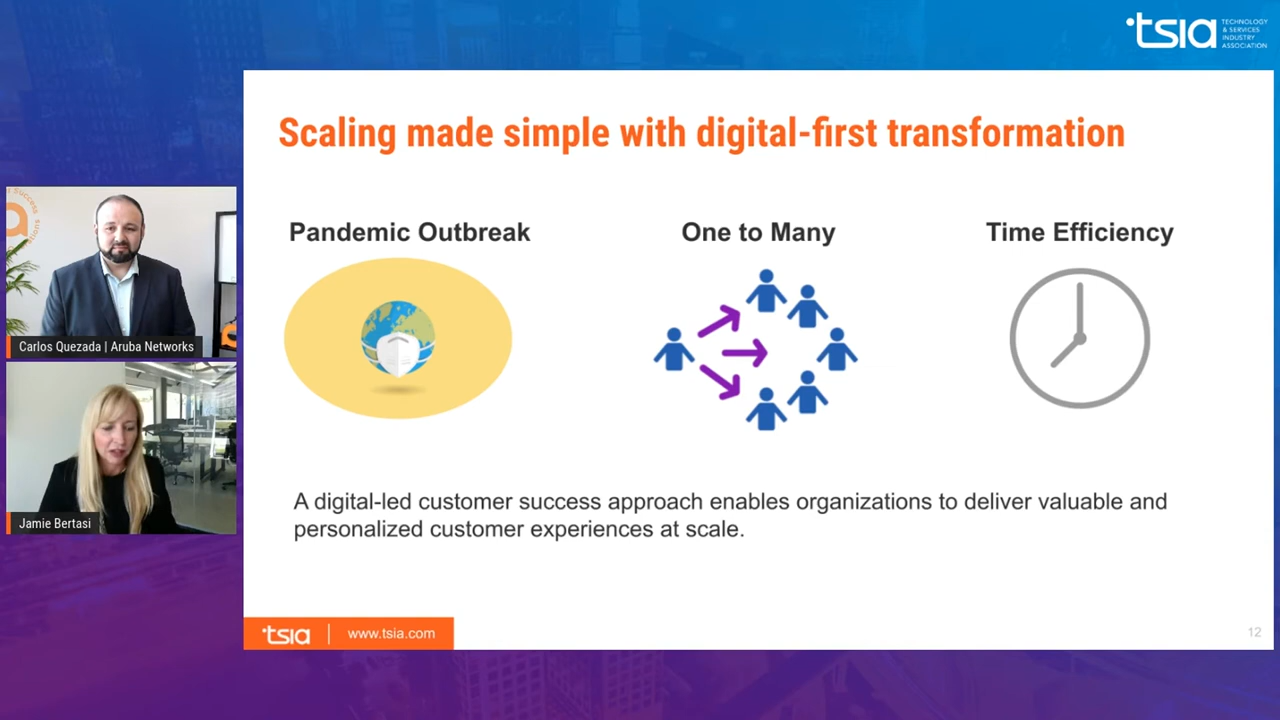 tsia
TECHNOLOGY
& SERVICES
INDUSTRY
ASSOCIATION
Scaling made simple with digital-first transformation
Pandemic Outbreak
One to Many
Time Efficiency
SUCCESS
Carlos Quezada | Aruba Networks
Jamie Bertasi
A digital-led customer success approach enables organizations to deliver valuable and
personalized customer experiences at scale.
tsia | www.tsia.com
12